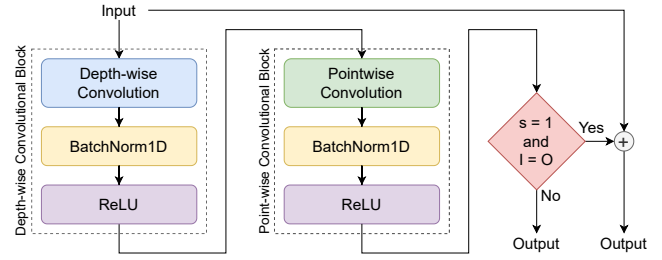 Input
Depth-wise Convolutional Block
Depth-wise
Convolution
BatchNorm1D
ReLU
Point-wise Convolutional Block
Pointwise
Convolution
BatchNorm1D
ReLU
s = 1
and
I = O
Yes
+
No
Output
Output